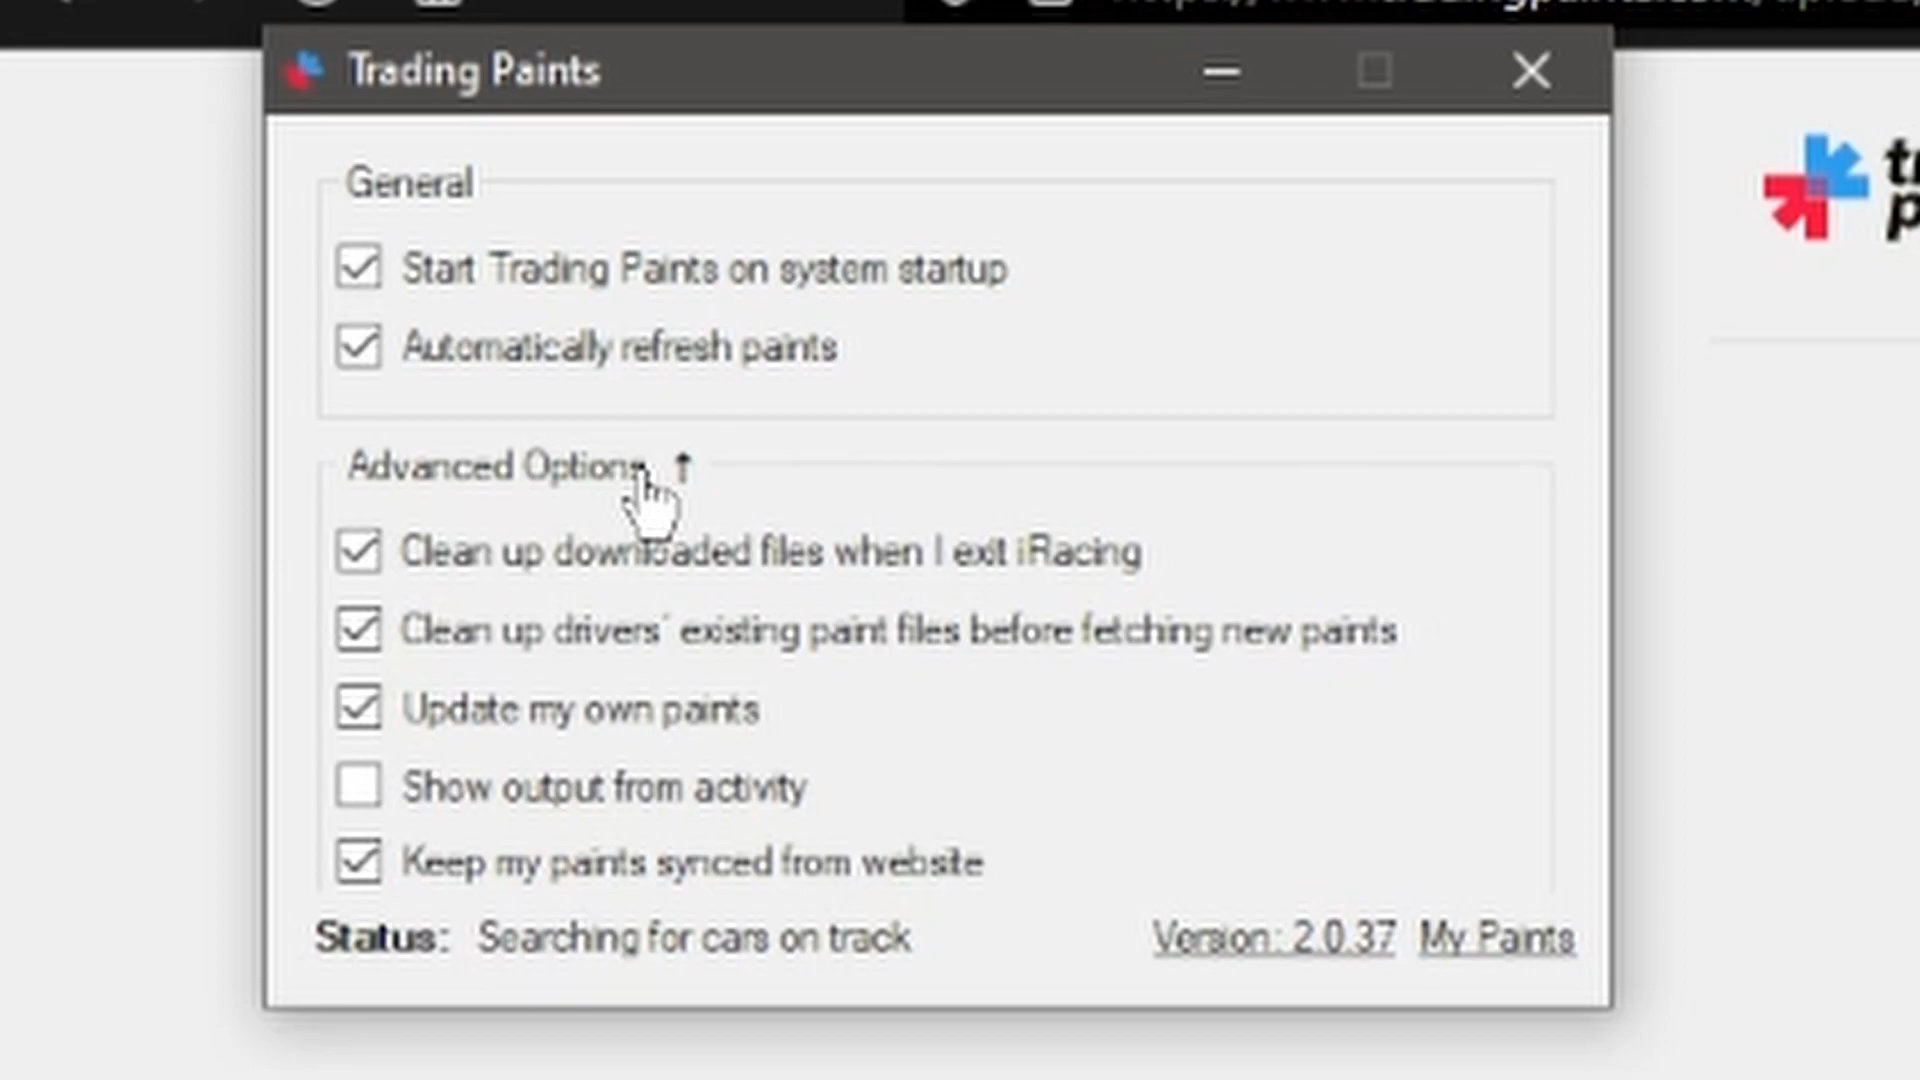 Trading Paints
General
Start Trading Paints on system startup
Automatically refresh paints
Advanced Options ↑
Clean up downloaded files when I exit iRacing
Clean up drivers' existing paint files before fetching new paints
Update my own paints
Show output from activity
Keep my paints synced from website
Status: Searching for cars on track
Version: 2.0.37 My Paints